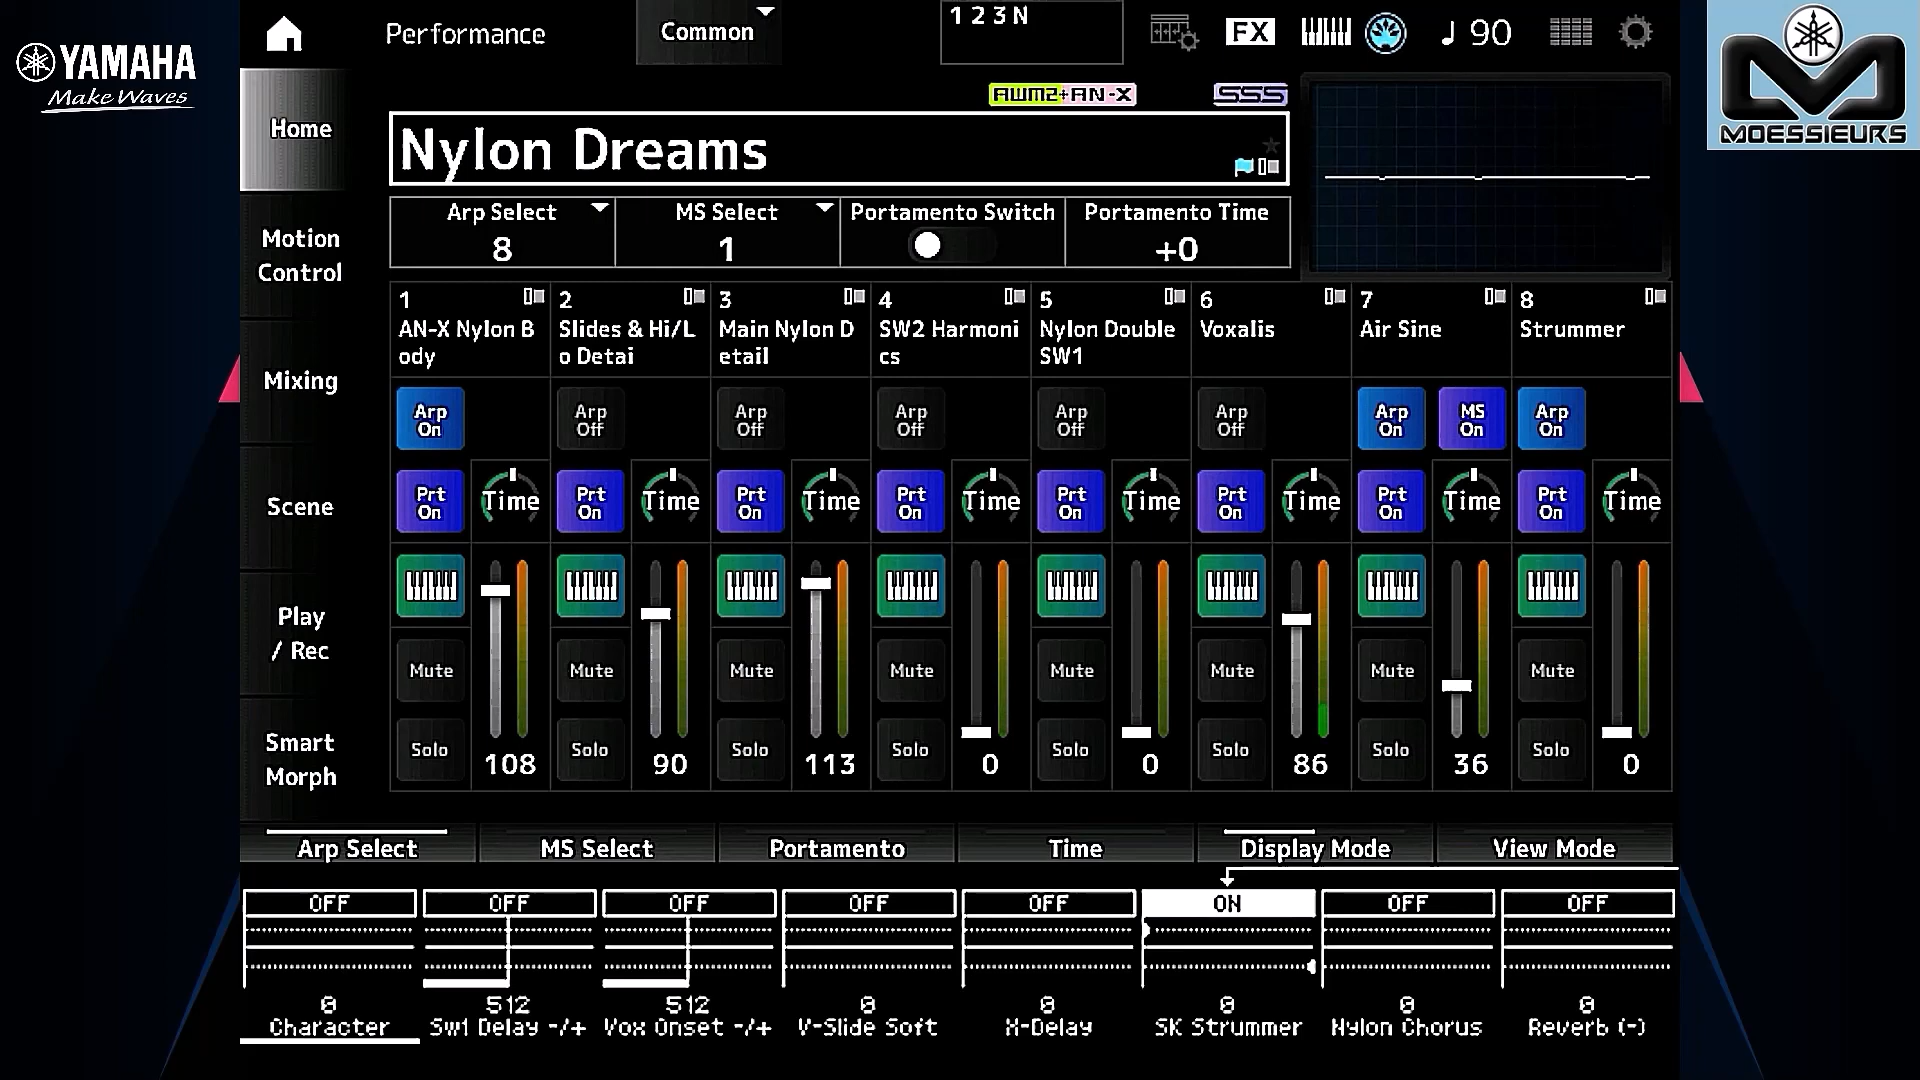 YAMAHA
Make Waves
Performance
Common
123N
FX
♩ 90
MOESSIEURS
AWM2+AN-X
SSS
Home
Motion
Control
Mixing
Scene
Play
/ Rec
Smart
Morph
Nylon Dreams
Arp Select
8
MS Select
1
Portamento Switch
Portamento Time
+0
1
AN-X Nylon B
ody
2
Slides & Hi/L
o Detai
3
Main Nylon D
etail
4
SW2 Harmoni
cs
5
Nylon Double
SW1
6
Voxalis
7
Air Sine
8
Strummer
Arp On
Arp Off
Arp Off
Arp Off
Arp Off
Arp Off
Arp On
MS On
Arp On
Prt On
Time
Prt On
Time
Prt On
Time
Prt On
Time
Prt On
Time
Prt On
Time
Prt On
Time
Prt On
Time
Mute
Mute
Mute
Mute
Mute
Mute
Mute
Mute
Solo
108
Solo
90
Solo
113
Solo
0
Solo
0
Solo
86
Solo
36
Solo
0
Arp Select
MS Select
Portamento
Time
Display Mode
View Mode
OFF
OFF
OFF
OFF
OFF
ON
OFF
OFF
0
512
512
0
0
0
0
0
Character
Sw1 Delay -/+
Vox Onset -/+
V-Slide Soft
X-Delay
SK Strummer
Nylon Chorus
Reverb (-)